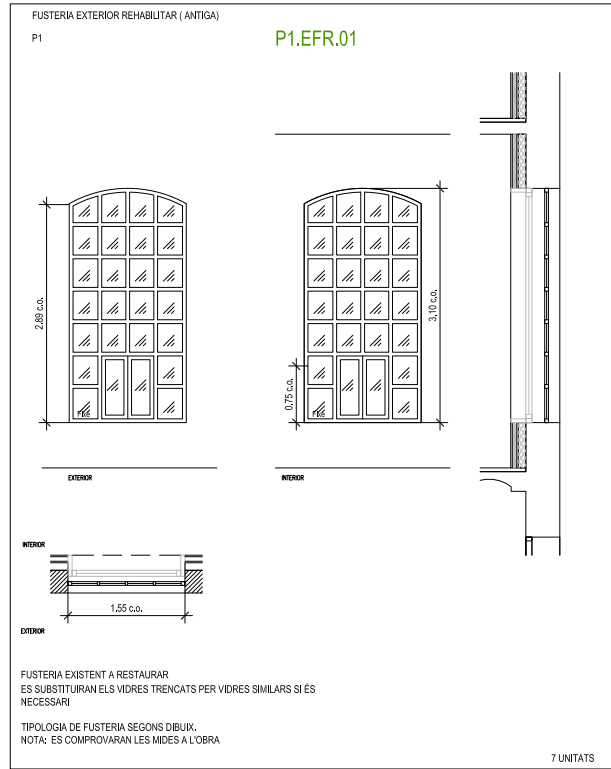 FUSTERIA EXTERIOR REHABILITAR ( ANTIGA)
P1
P1.EFR.01
2.89 c.o.
FIXE
EXTERIOR
0.75 c.o.
3.10 c.o.
FIXE
INTERIOR
INTERIOR
1.55 c.o.
EXTERIOR
FUSTERIA EXISTENT A RESTAURAR
ES SUBSTITUIRAN ELS VIDRES TRENCATS PER VIDRES SIMILARS SI ÉS
NECESSARI
TIPOLOGIA DE FUSTERIA SEGONS DIBUIX.
NOTA: ES COMPROVARAN LES MIDES A L'OBRA
7 UNITATS